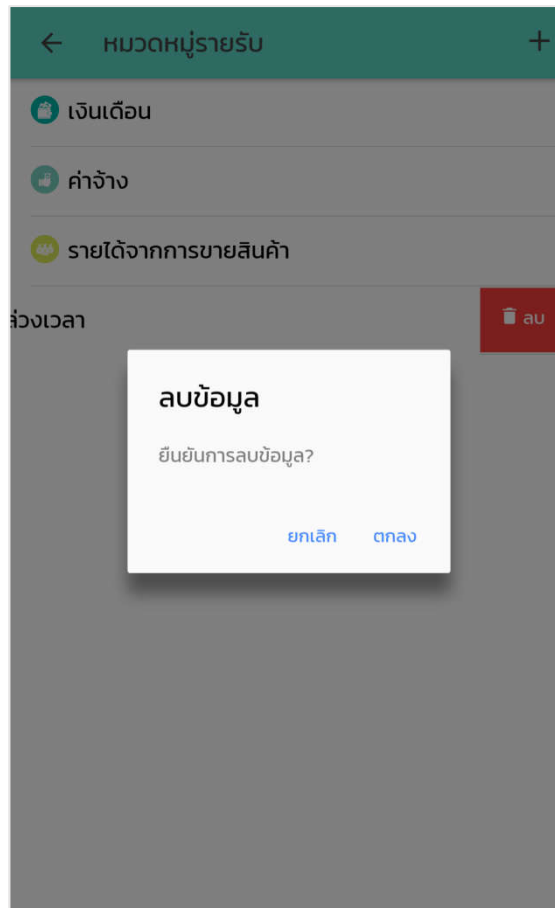 หมวดหมู่รายรับ
เงินเดือน
ค่าจ้าง
รายได้จากการขายสินค้า
ล่วงเวลา
ลบ
ลบข้อมูล
ยืนยันการลบข้อมูล?
ยกเลิก ตกลง